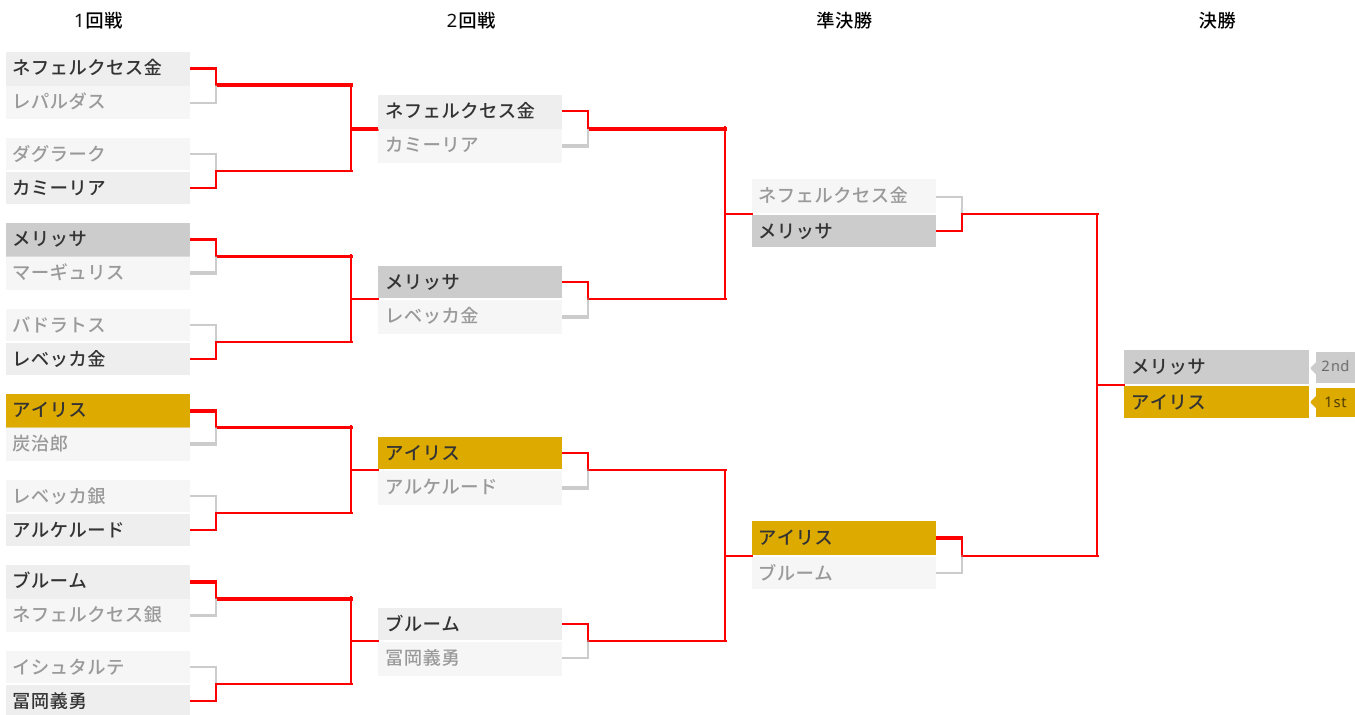 1回戦
2回戦
準決勝
決勝
ネフェルクセス金
レパルダス
ダグラーク
カミーリア
メリッサ
マーギュリス
バドラトス
レベッカ金
アイリス
炭治郎
レベッカ銀
アルケルード
ブルーム
ネフェルクセス銀
イシュタルテ
冨岡義勇
ネフェルクセス金
カミーリア
メリッサ
レベッカ金
アイリス
アルケルード
ブルーム
冨岡義勇
ネフェルクセス金
メリッサ
アイリス
ブルーム
メリッサ
2nd
アイリス
1st